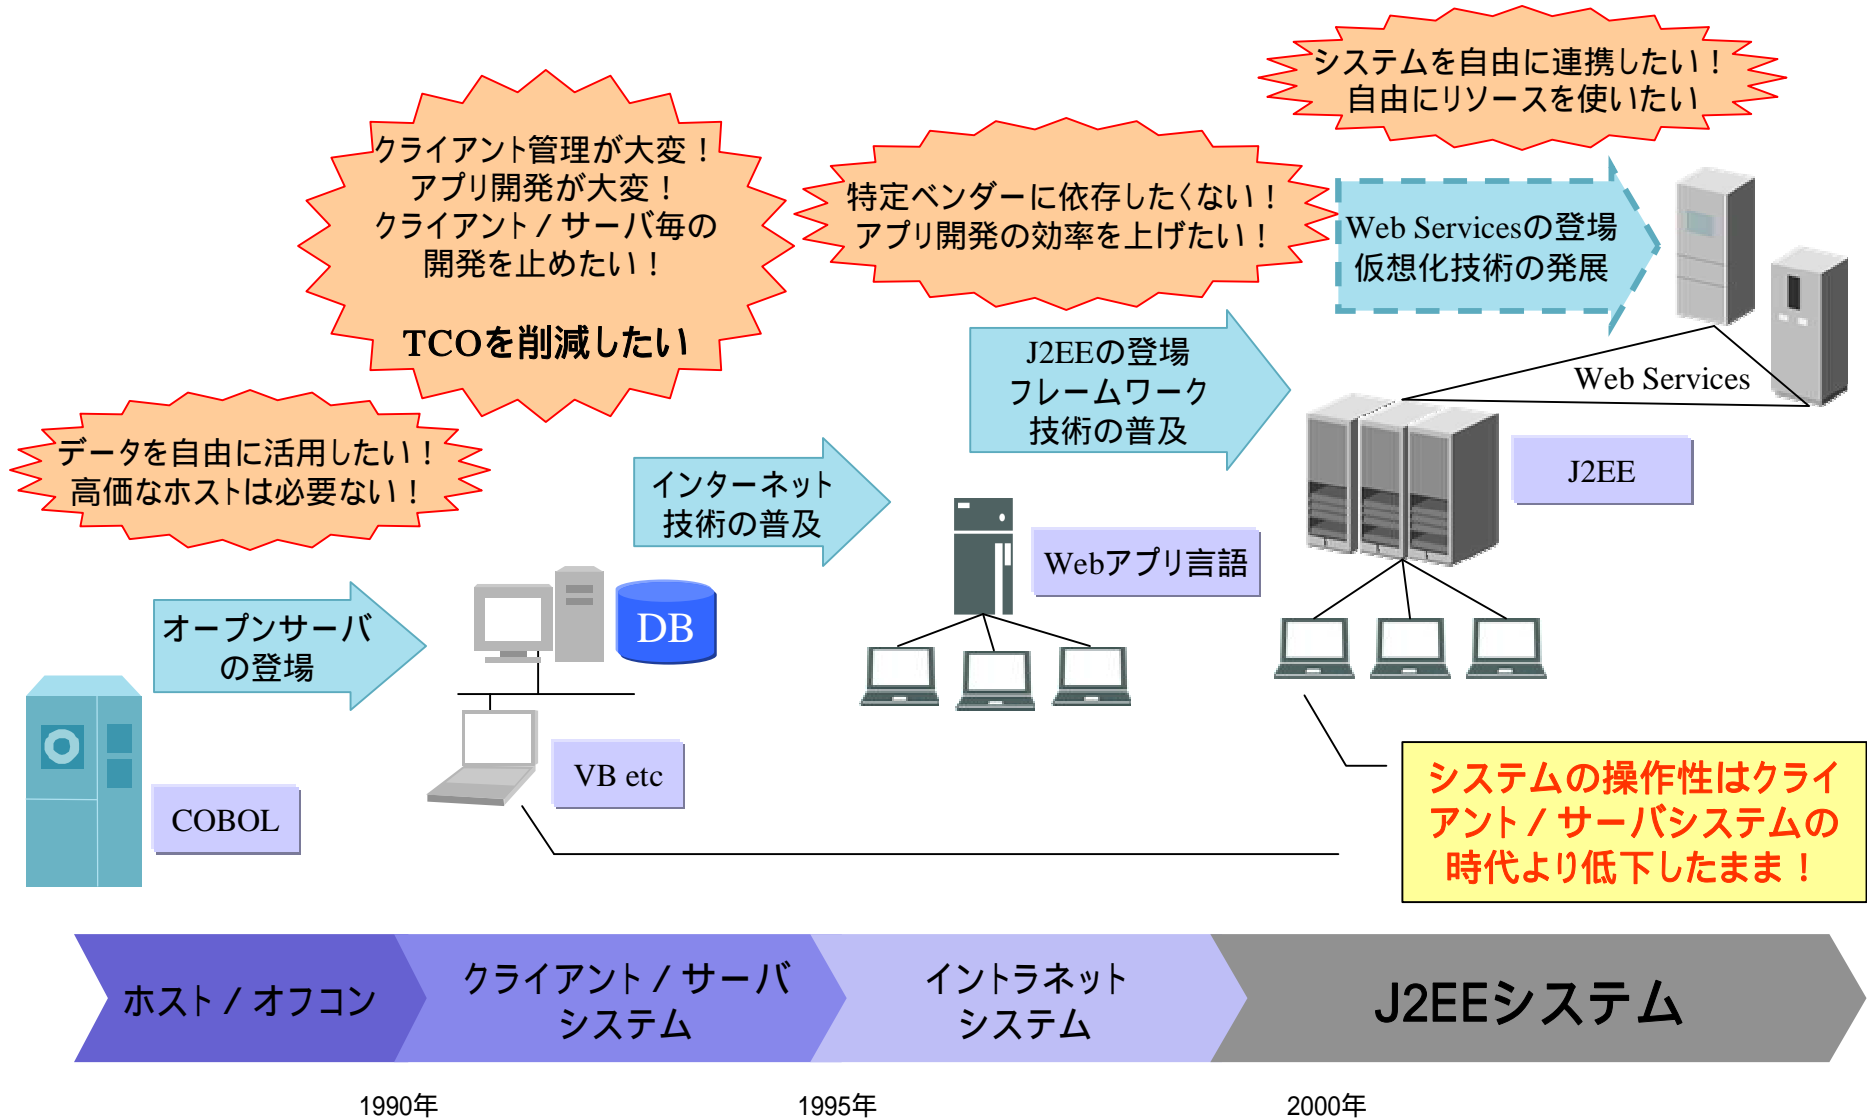 システムを自由に連携したい！
自由にリソースを使いたい
クライアント管理が大変！
アプリ開発が大変！
クライアント／サーバ毎の
開発を止めたい！
TCOを削減したい
特定ベンダーに依存したくない！
アプリ開発の効率を上げたい！
Web Servicesの登場
仮想化技術の発展
J2EEの登場
フレームワーク
技術の普及
Web Services
データを自由に活用したい！
高価なホストは必要ない！
インターネット
技術の普及
J2EE
Webアプリ言語
オープンサーバ
の登場
DB
VB etc
COBOL
システムの操作性はクライ
アント／サーバシステムの
時代より低下したまま！
ホスト／オフコン
クライアント／サーバ
システム
イントラネット
システム
J2EEシステム
1990年
1995年
2000年